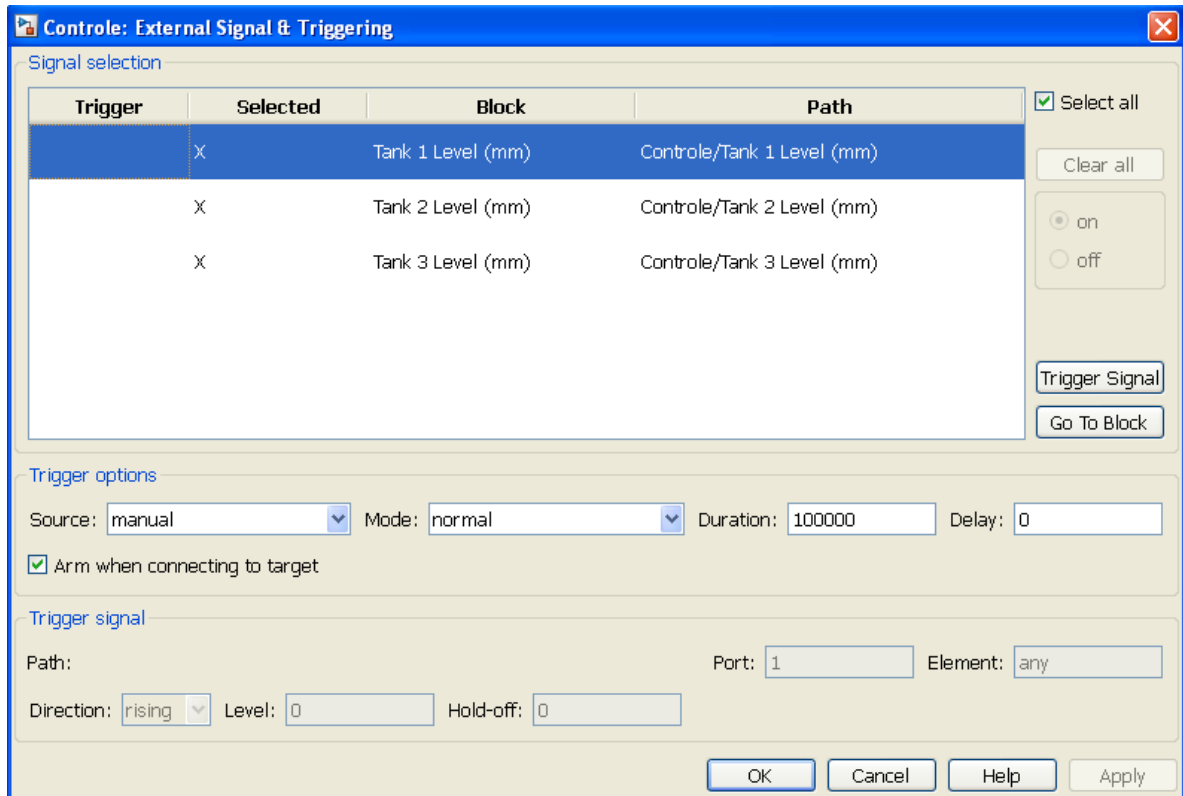 Controle: External Signal & Triggering
Signal selection
Trigger Selected Block Path
Select all
X Tank 1 Level (mm) Controle/Tank 1 Level (mm)
Clear all
X Tank 2 Level (mm) Controle/Tank 2 Level (mm)
on
X Tank 3 Level (mm) Controle/Tank 3 Level (mm)
off
Trigger Signal
Go To Block
Trigger options
Source: manual Mode: normal Duration: 100000 Delay: 0
Arm when connecting to target
Trigger signal
Path: Port: 1 Element: any
Direction: rising Level: 0 Hold-off: 0
OK Cancel Help Apply